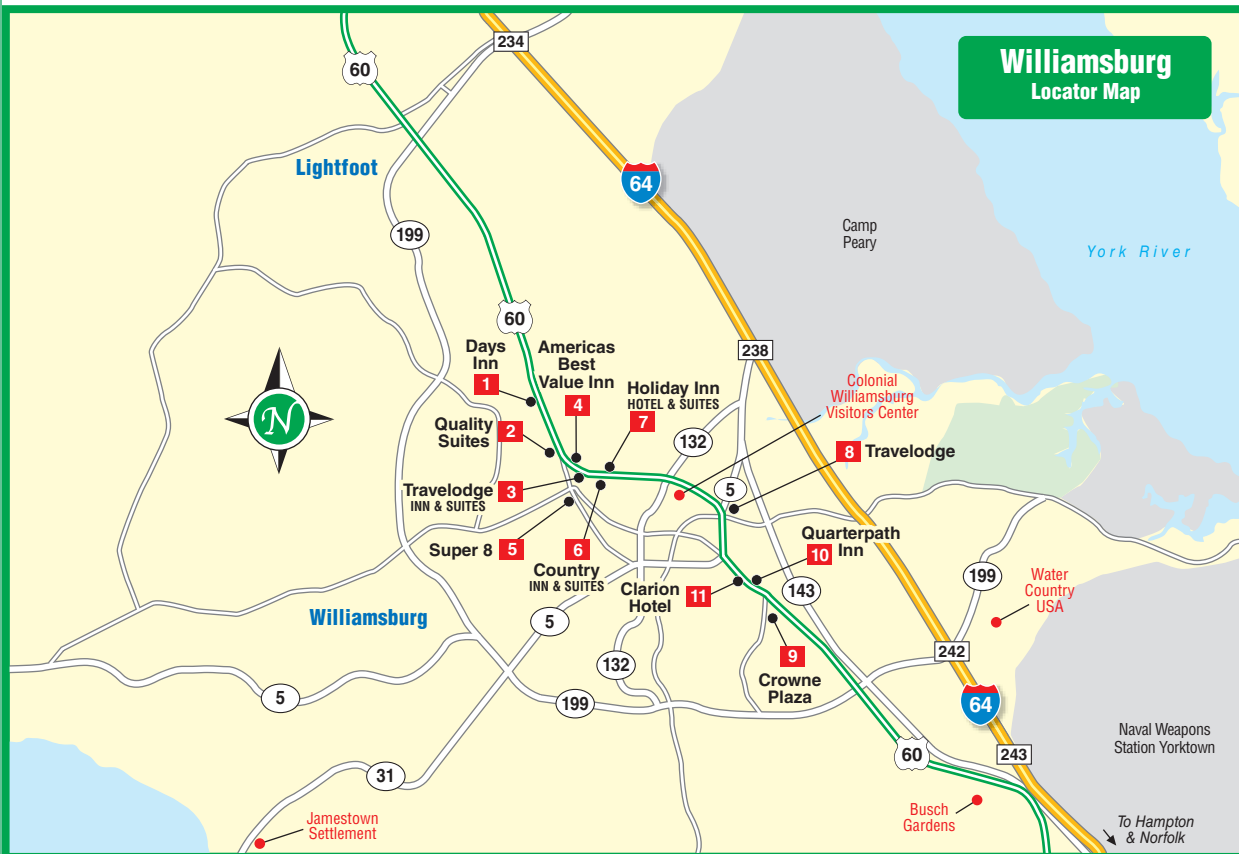 Williamsburg
Locator Map
234
60
Lightfoot
64
199
Camp
Peary
York River
60
238
Days
Inn
1
Americas
Best
Value Inn
4
Holiday Inn
HOTEL & SUITES
7
Colonial
Williamsburg
Visitors Center
N
Quality
Suites
2
132
8
Travelodge
Travelodge
INN & SUITES
3
5
Super 8
5
6
Country
INN & SUITES
Quarterpath
Inn
10
Clarion
Hotel
11
143
199
Water
Country
USA
Williamsburg
5
132
9
Crowne
Plaza
242
5
199
64
Naval Weapons
Station Yorktown
60
243
31
Jamestown
Settlement
Busch
Gardens
To Hampton
& Norfolk